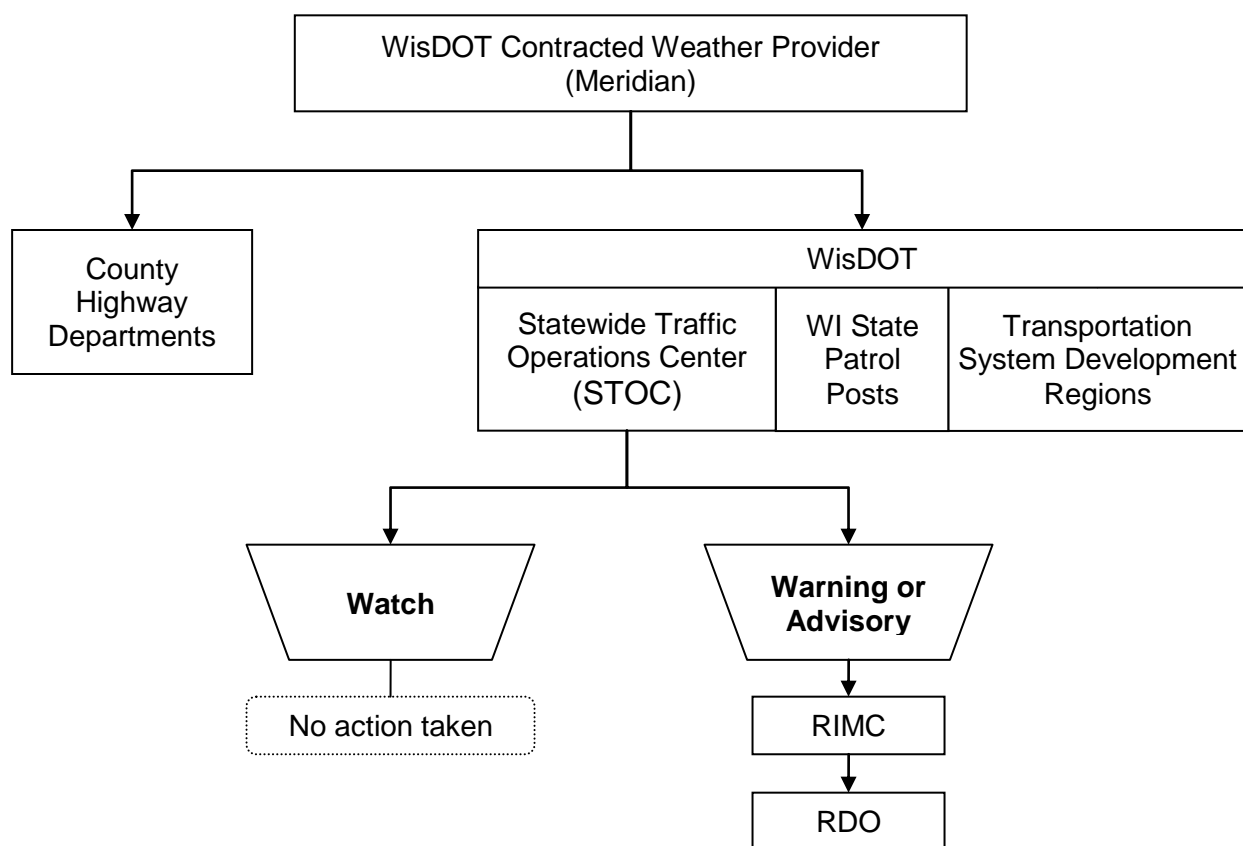 WisDOT Contracted Weather Provider
(Meridian)
County
Highway
Departments
WisDOT
Statewide Traffic
Operations Center
(STOC)
WI State
Patrol
Posts
Transportation
System Development
Regions
Watch
Warning or
Advisory
No action taken
RIMC
RDO